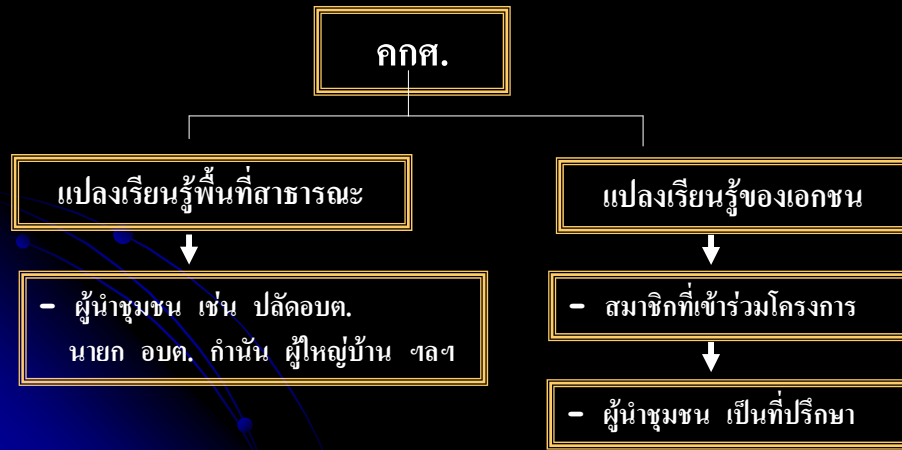 คกศ.
แปลงเรียนรู้พื้นที่สาธารณะ
แปลงเรียนรู้ของเอกชน
- ผู้นำชุมชน เช่น ปลัดอบต.
นายก อบต. กำนัน ผู้ใหญ่บ้าน ฯลฯ
- สมาชิกที่เข้าร่วมโครงการ
- ผู้นำชุมชน เป็นที่ปรึกษา